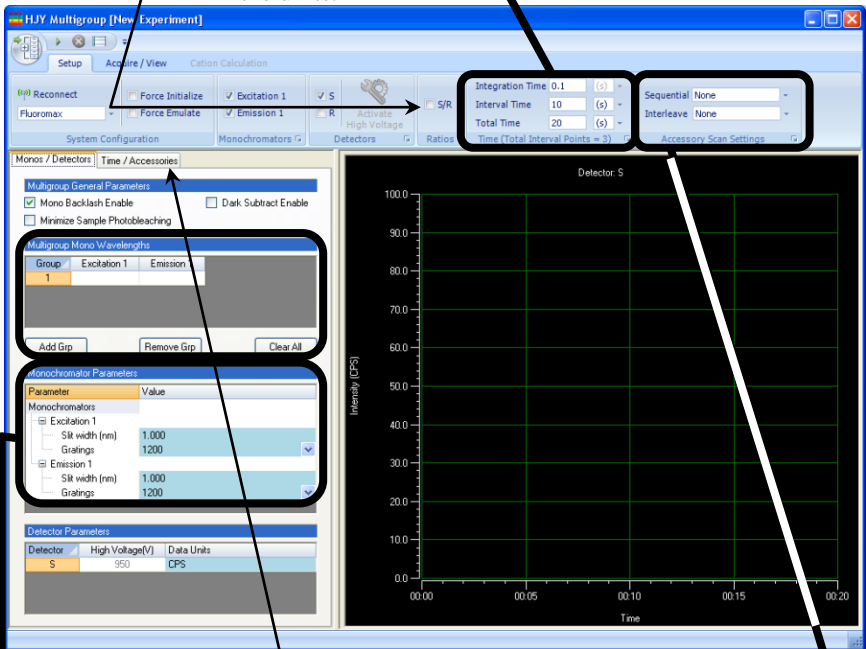 HJY Multigroup [New Experiment]
Setup Acquire / View Cation Calculation
Reconnect
Fluoromax
Force Initialize
Force Emulate
System Configuration
Excitation 1
Emission 1
Monochromators
S
R
Activate High Voltage
Detectors
S/R
Ratios
Integration Time 0.1 (s)
Interval Time 10 (s)
Total Time 20 (s)
Time (Total Interval Points = 3)
Sequential None
Interleave None
Accessory Scan Settings
Monos / Detectors Time / Accessories
Multigroup General Parameters
Mono Backlash Enable Dark Subtract Enable
Minimize Sample Photobleaching
Multigroup Mono Wavelengths
Group Excitation 1 Emission 1
1
Add Grp Remove Grp Clear All
Monochromator Parameters
Parameter Value
Monochromators
Excitation 1
Slit width (nm) 1.000
Gratings 1200
Emission 1
Slit width (nm) 1.000
Gratings 1200
Detector Parameters
Detector High Voltage(V) Data Units
S 950 CPS
Detector: S
Intensity (CPS)
100.0
90.0
80.0
70.0
60.0
50.0
40.0
30.0
20.0
10.0
0.0
00:00 00:05 00:10 00:15 00:20
Time